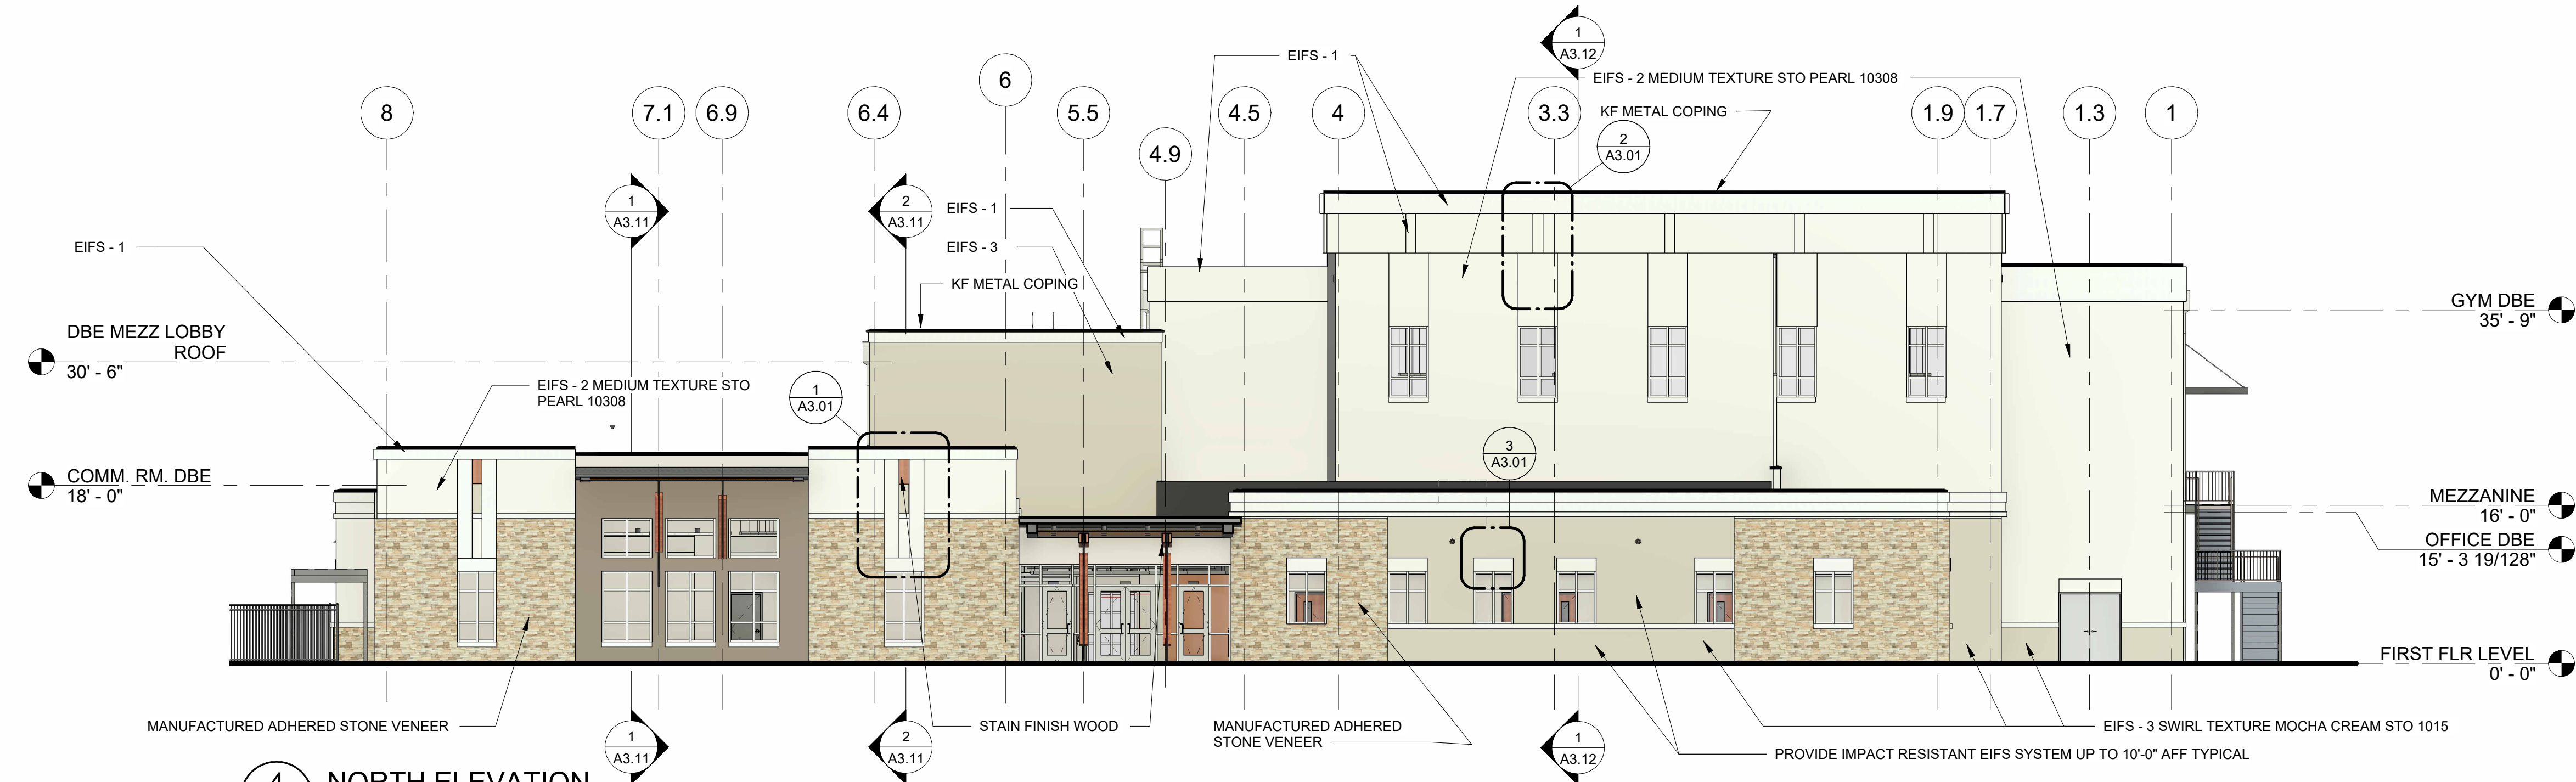 1
A3.12
EIFS - 1
EIFS - 2 MEDIUM TEXTURE STO PEARL 10308
KF METAL COPING
8
7.1
6.9
6.4
6
5.5
4.9
4.5
4
3.3
1.9
1.7
1.3
1
2
A3.01
1
A3.11
2
A3.11
EIFS - 1
EIFS - 1
EIFS - 3
KF METAL COPING
DBE MEZZ LOBBY
ROOF
30' - 6"
GYM DBE
35' - 9"
EIFS - 2 MEDIUM TEXTURE STO
PEARL 10308
1
A3.01
3
A3.01
COMM. RM. DBE
18' - 0"
MEZZANINE
16' - 0"
OFFICE DBE
15' - 3 19/128"
FIRST FLR LEVEL
0' - 0"
MANUFACTURED ADHERED STONE VENEER
STAIN FINISH WOOD
MANUFACTURED ADHERED
STONE VENEER
EIFS - 3 SWIRL TEXTURE MOCHA CREAM STO 1015
PROVIDE IMPACT RESISTANT EIFS SYSTEM UP TO 10'-0" AFF TYPICAL
1
A3.11
2
A3.11
1
A3.12
4
NORTH ELEVATION